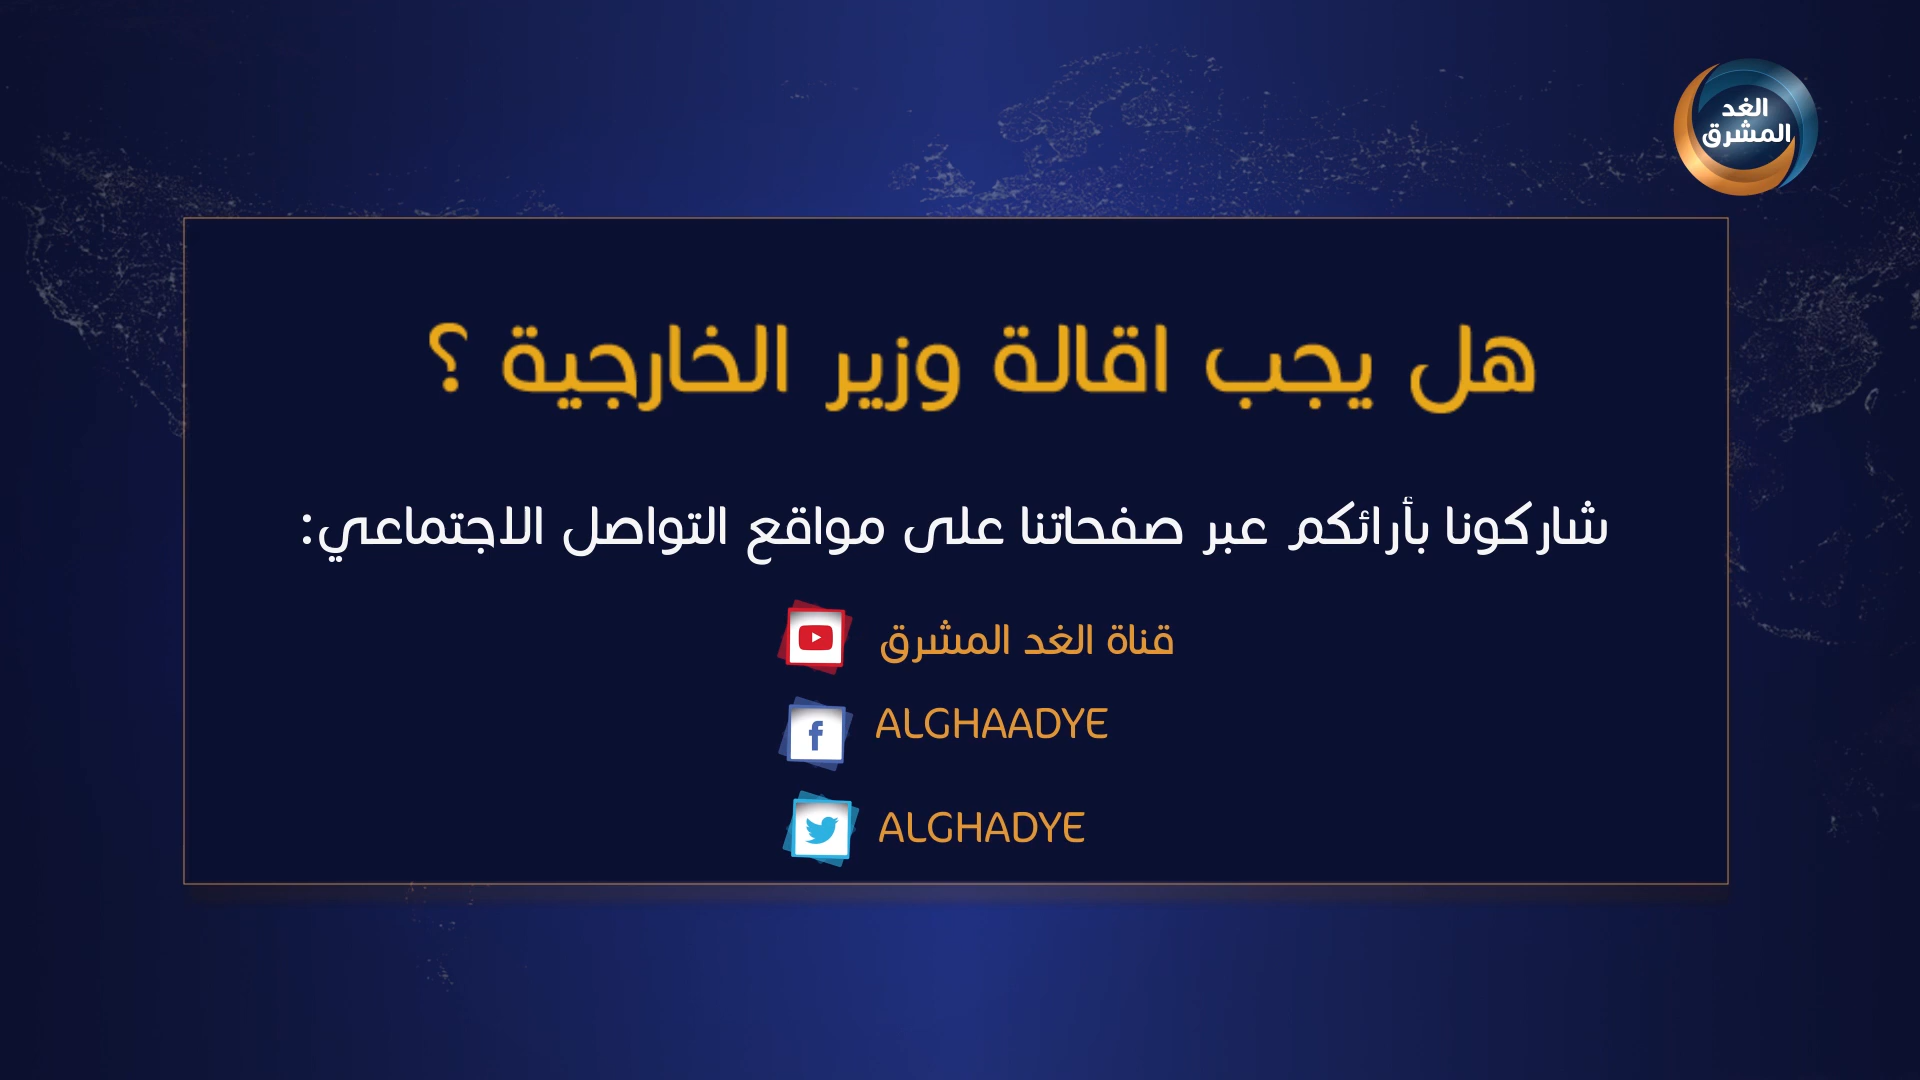 الغد
المشرق
هل يجب اقالة وزير الخارجية ؟
شاركونا بأرائكم عبر صفحاتنا على مواقع التواصل الاجتماعي:
قناة الغد المشرق
ALGHAADYE
ALGHADYE